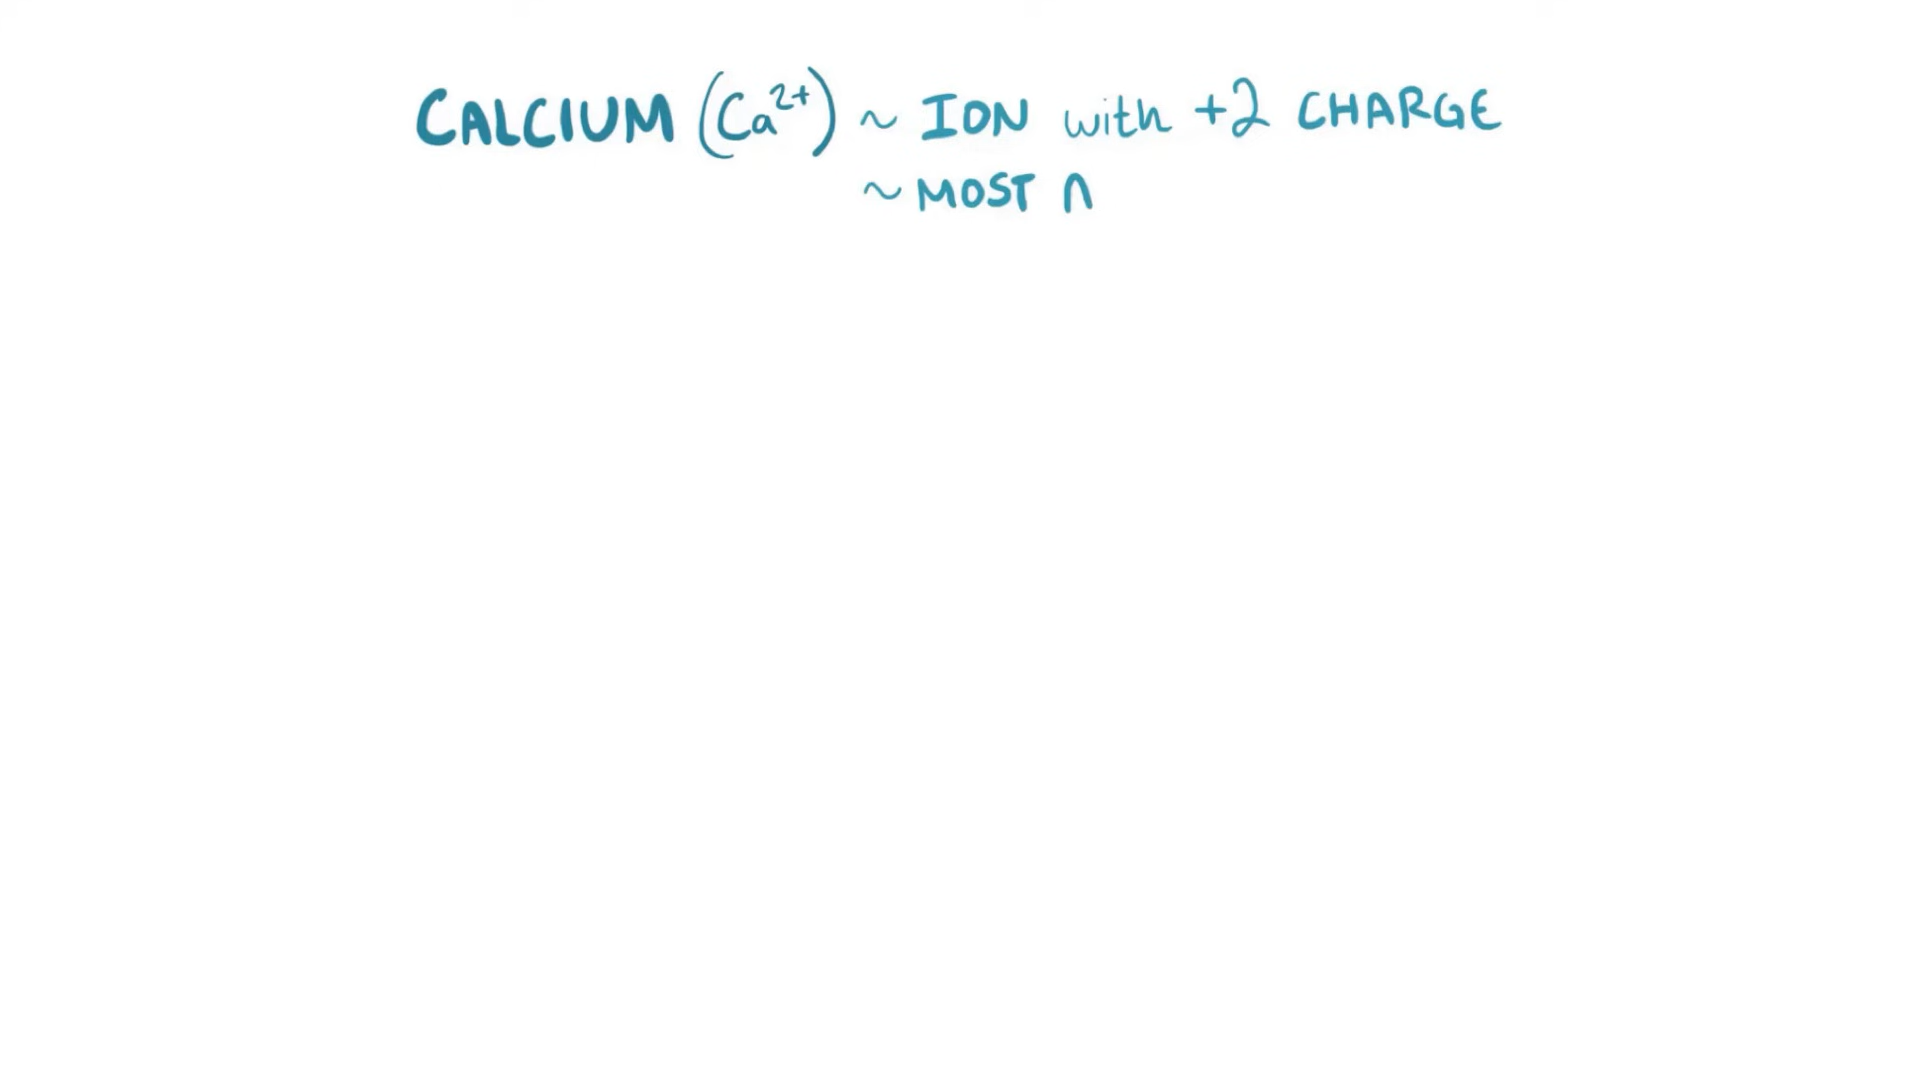 CALCIUM (Ca²⁺) ~ ION with +2 CHARGE
~ MOST